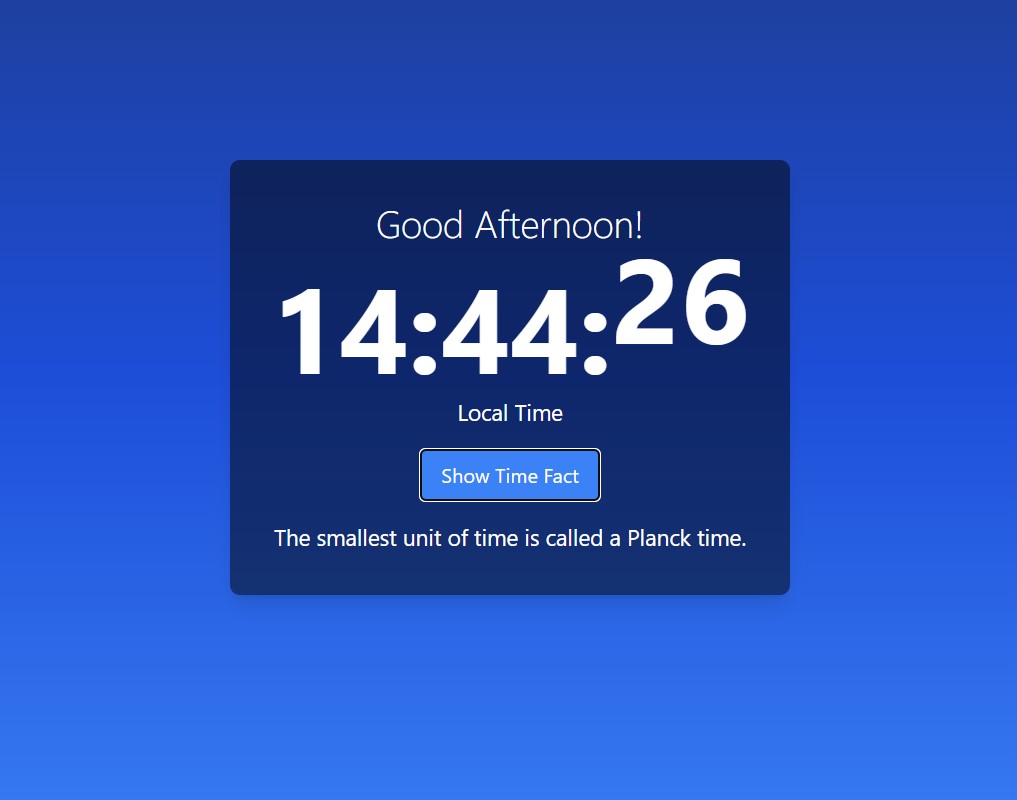 Good Afternoon!
14:44:26
Local Time
Show Time Fact
The smallest unit of time is called a Planck time.